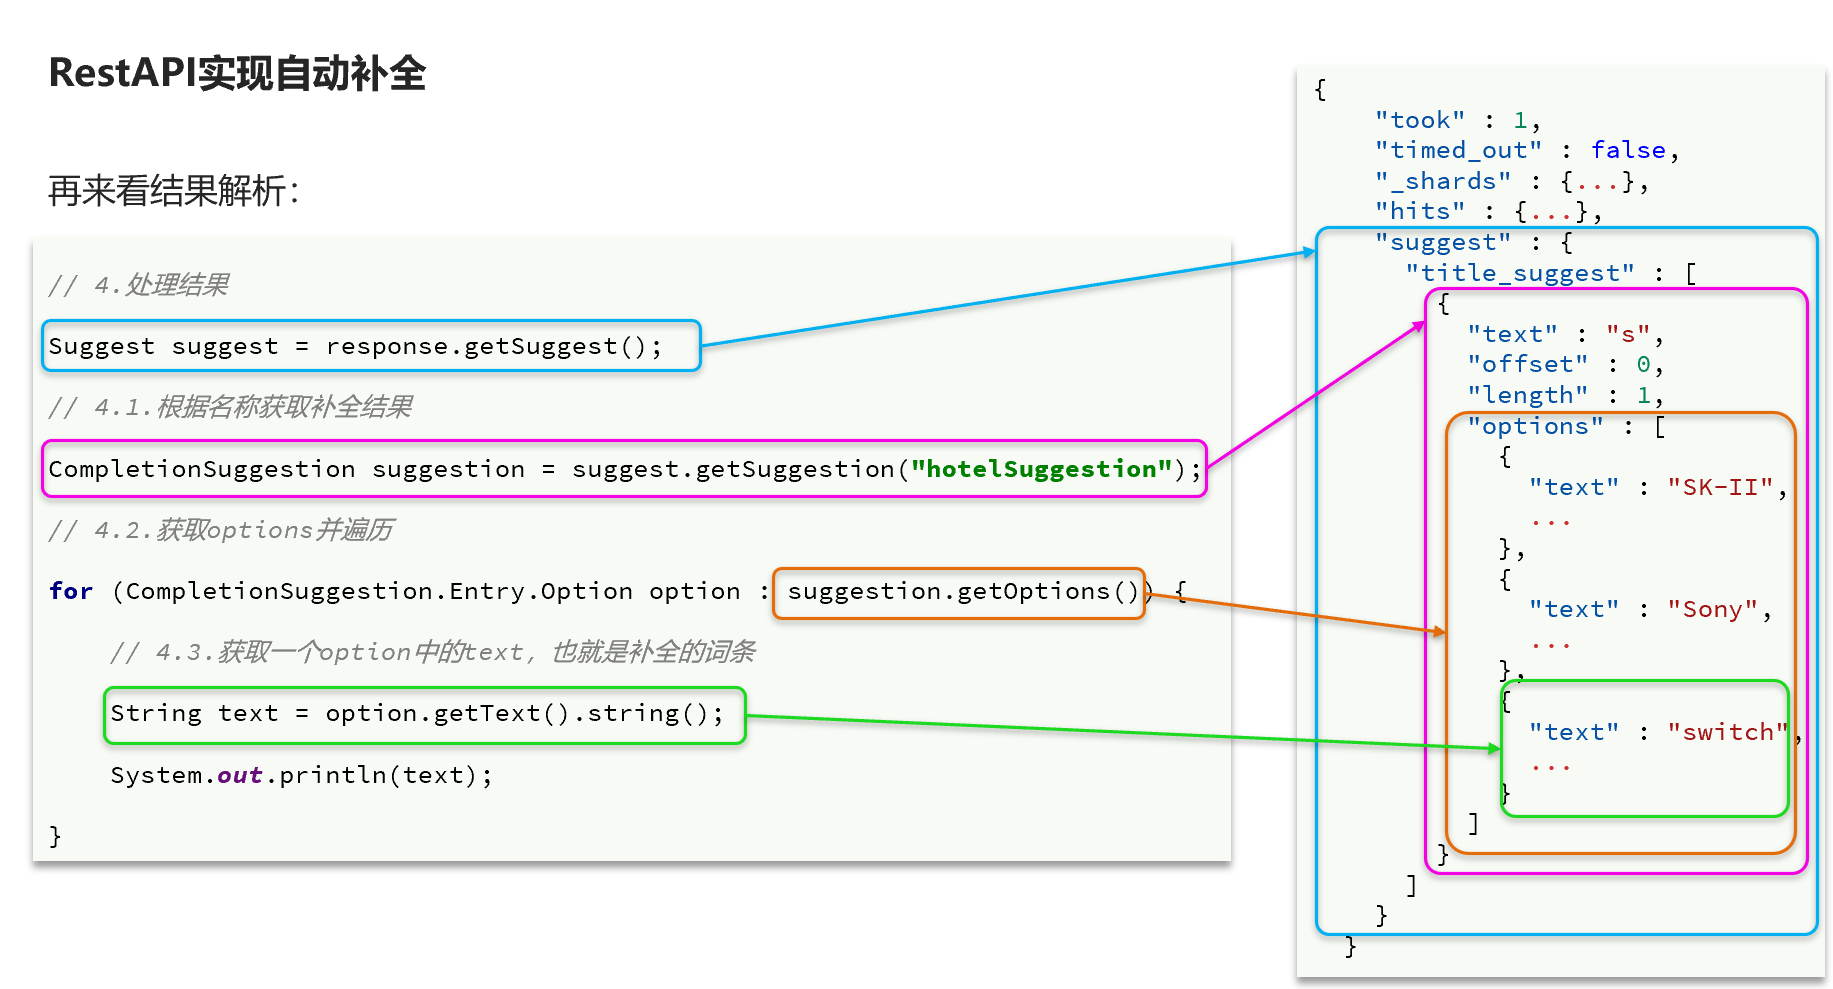 RestAPI实现自动补全
再来看结果解析：
// 4.处理结果
Suggest suggest = response.getSuggest();
// 4.1.根据名称获取补全结果
CompletionSuggestion suggestion = suggest.getSuggestion("hotelSuggestion");
// 4.2.获取options并遍历
for (CompletionSuggestion.Entry.Option option : suggestion.getOptions()) {
// 4.3.获取一个option中的text，也就是补全的词条
String text = option.getText().string();
System.out.println(text);
}
{
"took" : 1,
"timed_out" : false,
"_shards" : {...},
"hits" : {...},
"suggest" : {
"title_suggest" : [
{
"text" : "s",
"offset" : 0,
"length" : 1,
"options" : [
{
"text" : "SK-II",
...
},
{
"text" : "Sony",
...
},
{
"text" : "switch",
...
}
]
}
]
}
}